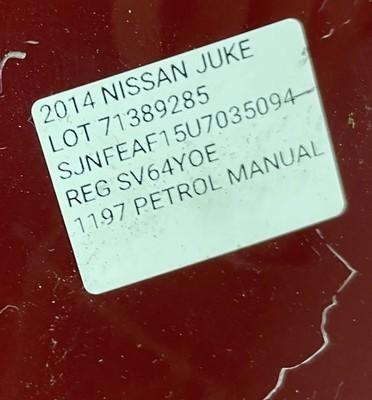 2014 NISSAN JUKE
LOT 71389285
SJNFEAF15U7035094
REG SV64YOE
1197 PETROL MANUAL